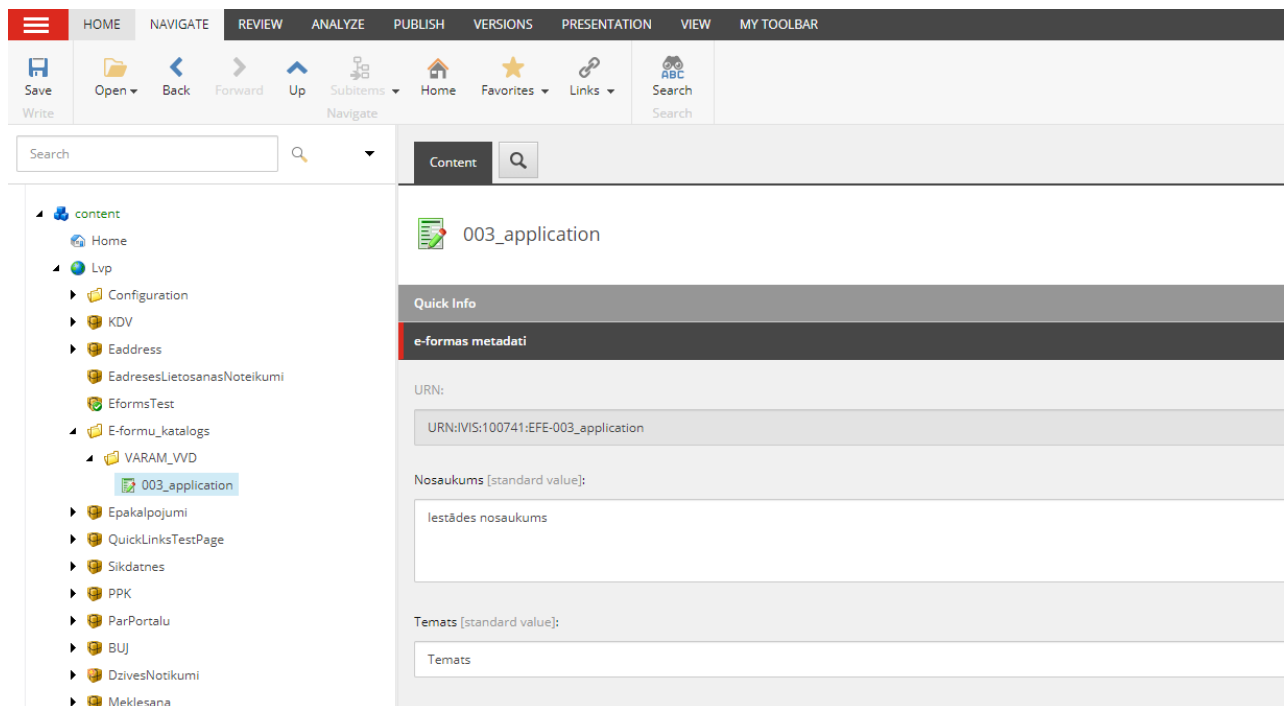 HOME NAVIGATE REVIEW ANALYZE PUBLISH VERSIONS PRESENTATION VIEW MY TOOLBAR
Save Open Back Forward Up Subitems Home Favorites Links ABC Search
Write Navigate Search
Search
content
Home
Lvp
Configuration
KDV
Eaddress
EadresesLietosanasNoteikumi
EformsTest
E-formu_katalogs
VARAM_VVD
003_application
Epakalpojumi
QuickLinksTestPage
Sikdatnes
PPK
ParPortalu
BUJ
DzivesNotikumi
Meklesana
Content
003_application
Quick Info
e-formas metadati
URN:
URN:IVIS:100741:EFE-003_application
Nosaukums [standard value]:
Iestādes nosaukums
Temats [standard value]:
Temats